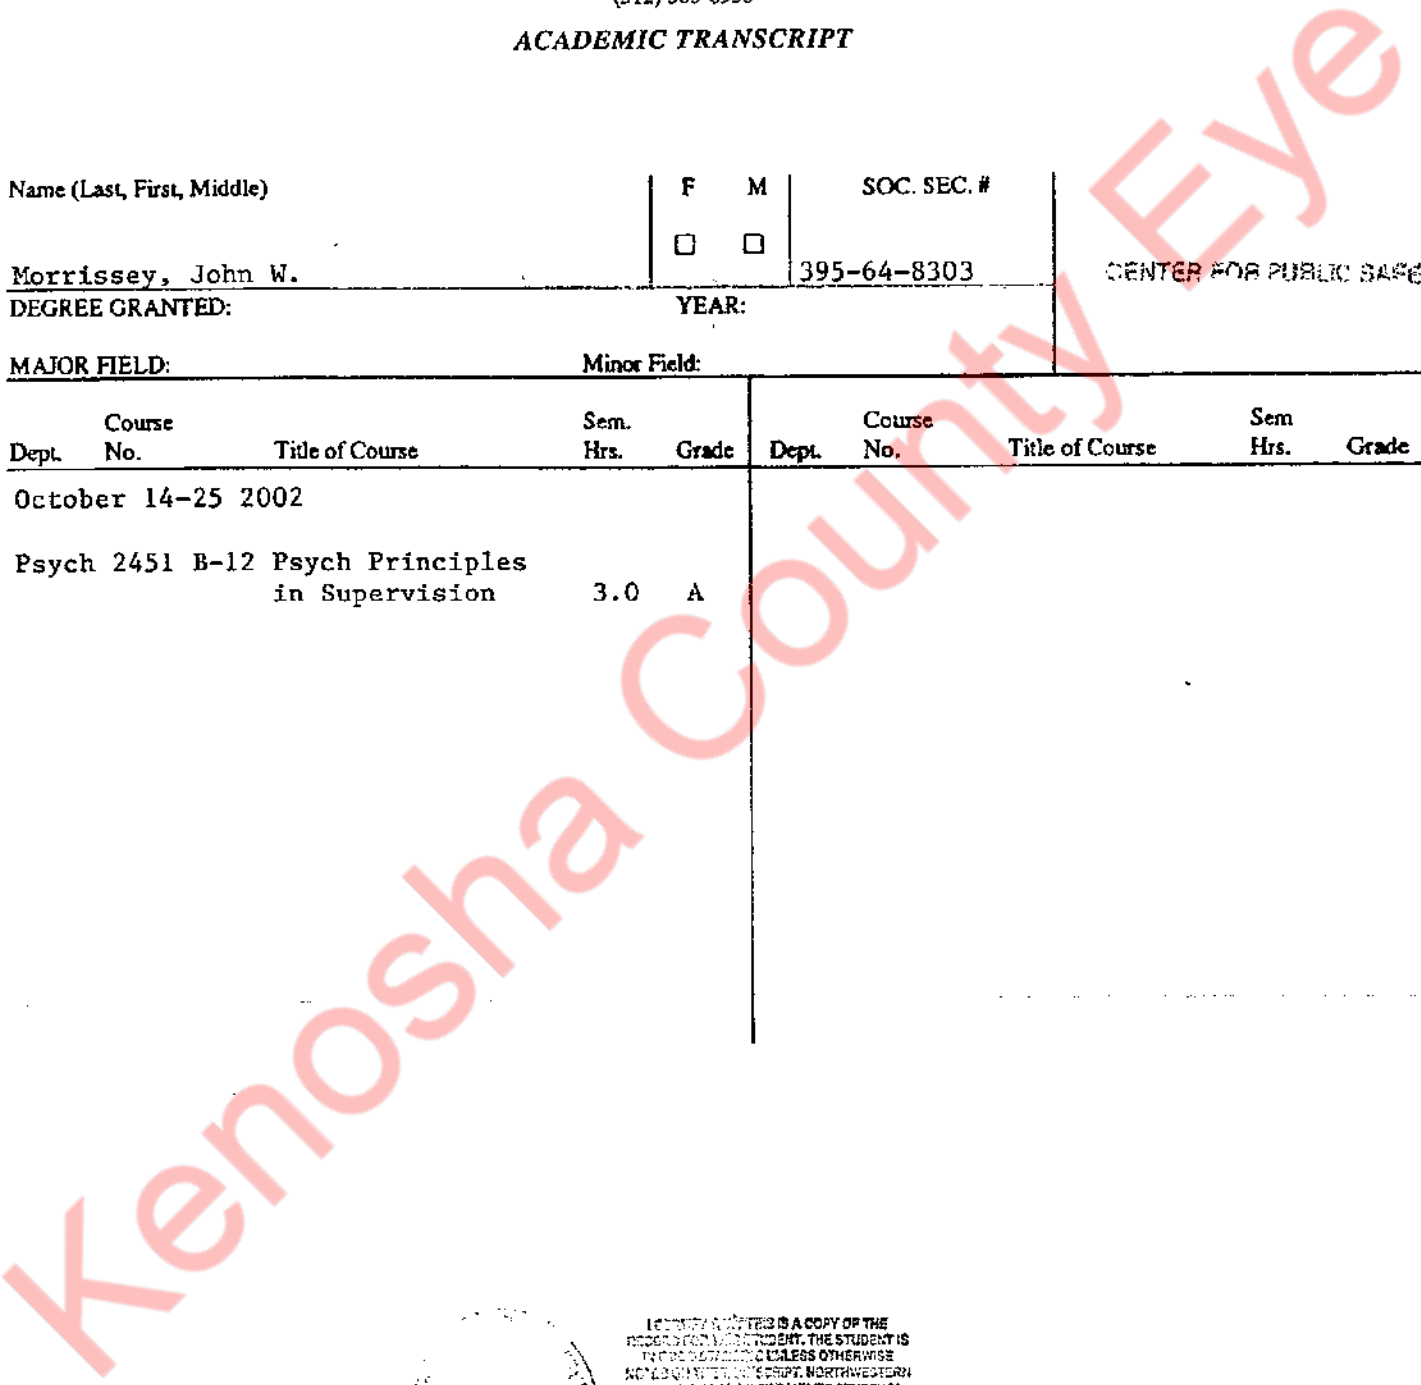 ACADEMIC TRANSCRIPT
Name (Last, First, Middle) F M SOC. SEC. #
Morrissey, John W. 395-64-8303 CENTER FOR PUBLIC SAFE
DEGREE GRANTED: YEAR:
MAJOR FIELD: Minor Field:
Course Sem. Course Sem
Dept. No. Title of Course Hrs. Grade Dept. No. Title of Course Hrs. Grade
October 14-25 2002
Psych 2451 B-12 Psych Principles
in Supervision 3.0 A
Kenosha County Eye
IS A COPY OF THE
STUDENT. THE STUDENT IS
UNLESS OTHERWISE
NORTHWESTERN